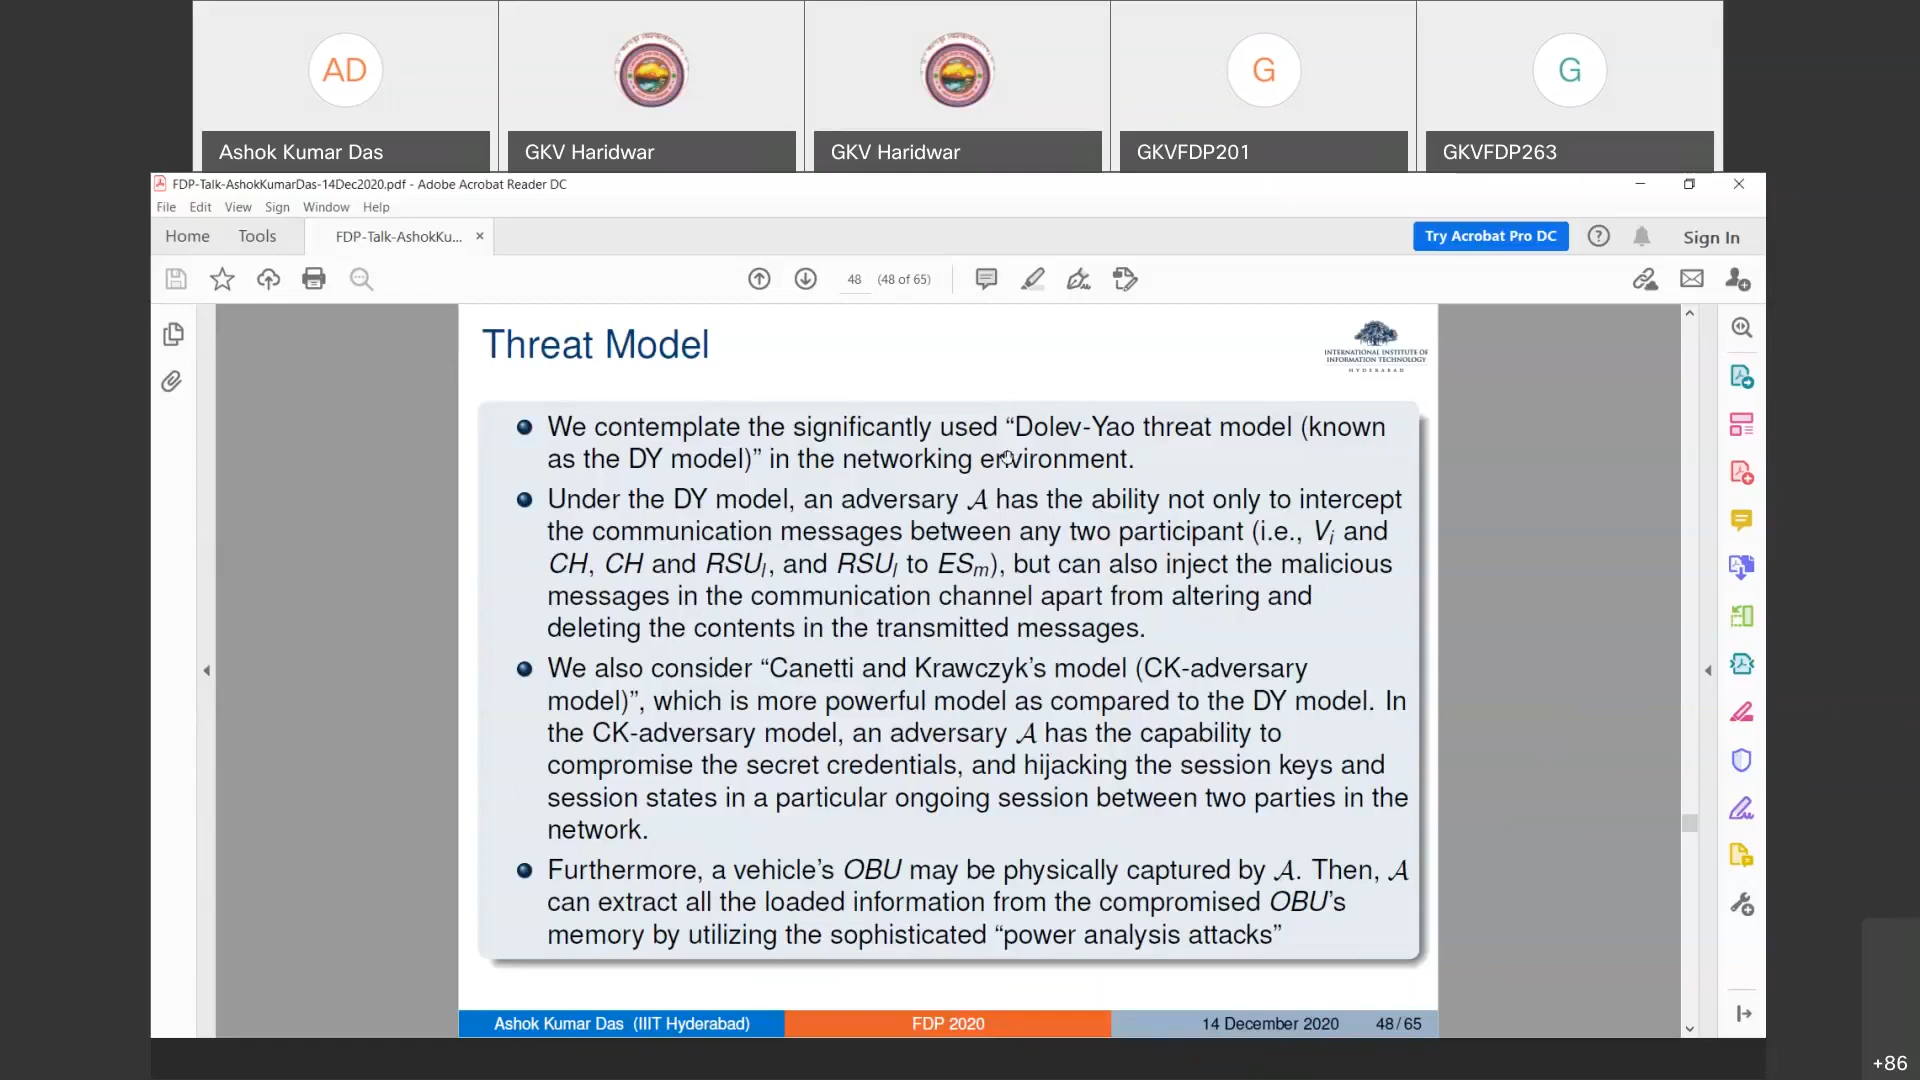 AD
G
G
Ashok Kumar Das
GKV Haridwar
GKV Haridwar
GKVFDP201
GKVFDP263
FDP-Talk-AshokKumarDas-14Dec2020.pdf - Adobe Acrobat Reader DC
File Edit View Sign Window Help
Home Tools FDP-Talk-AshokKu... ×
Try Acrobat Pro DC
Sign In
48 (48 of 65)
Threat Model
INTERNATIONAL INSTITUTE OF
INFORMATION TECHNOLOGY
HYDERABAD
We contemplate the significantly used “Dolev-Yao threat model (known
as the DY model)” in the networking environment.
Under the DY model, an adversary 𝒜 has the ability not only to intercept
the communication messages between any two participant (i.e., Vi and
CH, CH and RSUl, and RSUl to ESm), but can also inject the malicious
messages in the communication channel apart from altering and
deleting the contents in the transmitted messages.
We also consider “Canetti and Krawczyk’s model (CK-adversary
model)”, which is more powerful model as compared to the DY model. In
the CK-adversary model, an adversary 𝒜 has the capability to
compromise the secret credentials, and hijacking the session keys and
session states in a particular ongoing session between two parties in the
network.
Furthermore, a vehicle’s OBU may be physically captured by 𝒜. Then, 𝒜
can extract all the loaded information from the compromised OBU’s
memory by utilizing the sophisticated “power analysis attacks”
Ashok Kumar Das (IIIT Hyderabad)
FDP 2020
14 December 2020 48/65
+86